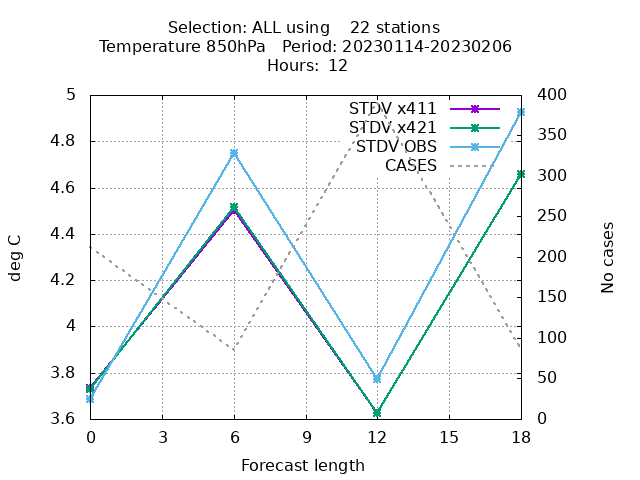 Selection: ALL using    22 stations
Temperature 850hPa   Period: 20230114-20230206
Hours: 12
STDV x411
STDV x421
STDV OBS
CASES
deg C
5
4.8
4.6
4.4
4.2
4
3.8
3.6
400
350
300
250
200
150
100
50
0
No cases
0 3 6 9 12 15 18
Forecast length